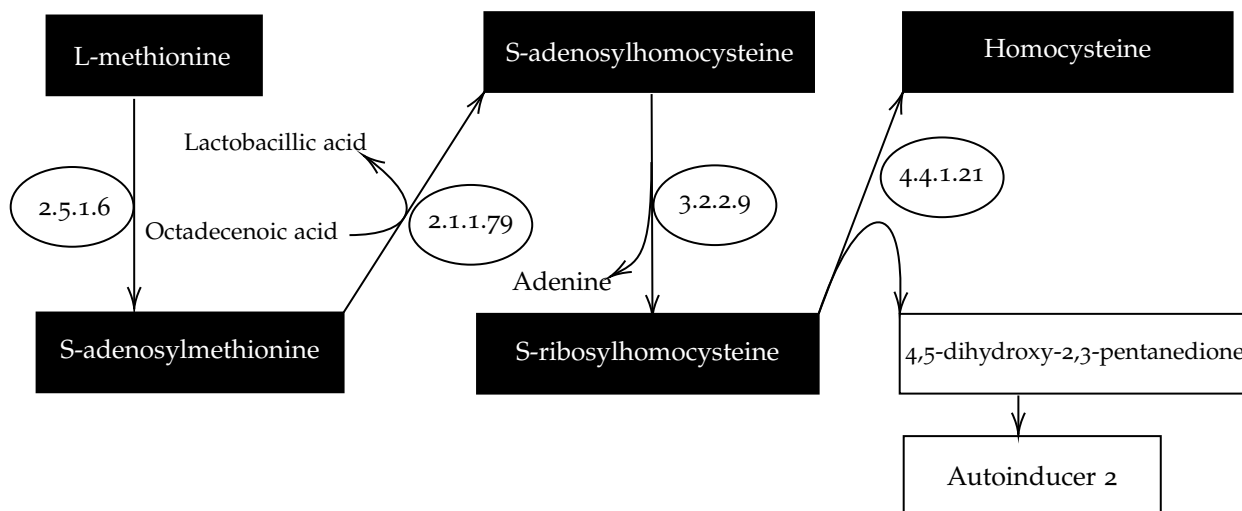 L-methionine
S-adenosylhomocysteine
Homocysteine
Lactobacillic acid
2.5.1.6
Octadecenoic acid
2.1.1.79
3.2.2.9
4.4.1.21
Adenine
S-adenosylmethionine
S-ribosylhomocysteine
4,5-dihydroxy-2,3-pentanedione
Autoinducer 2